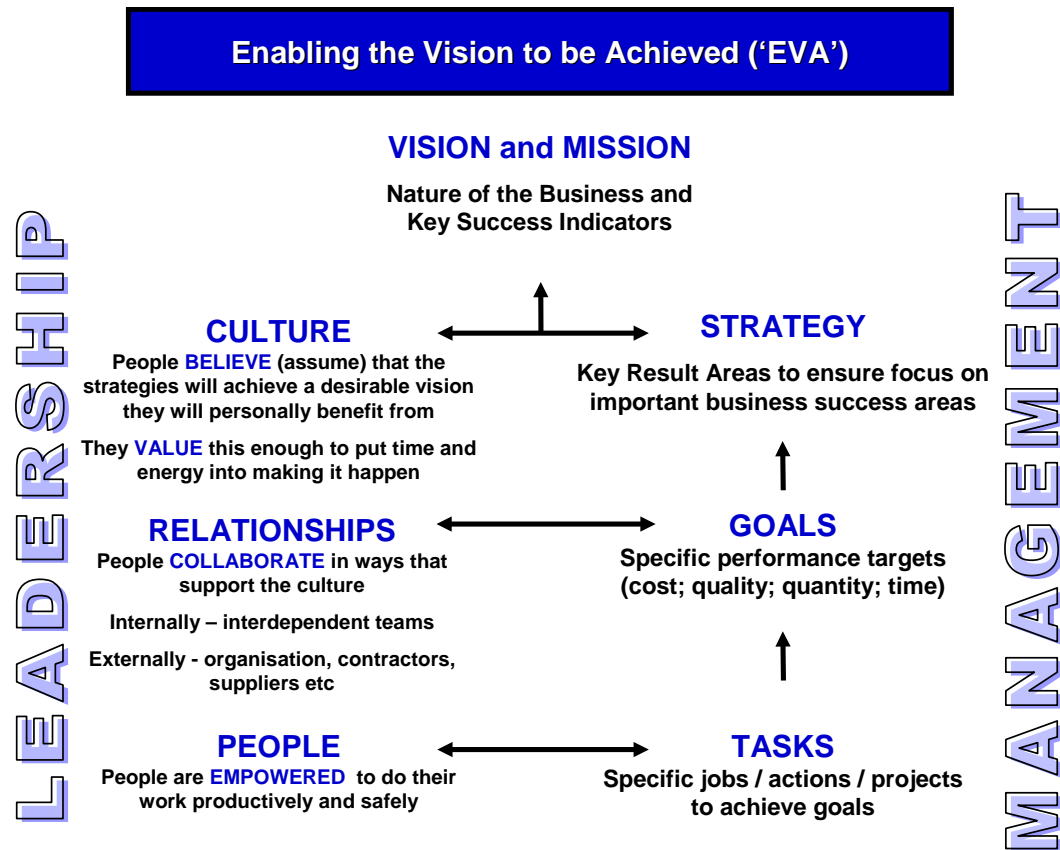 Enabling the Vision to be Achieved (‘EVA’)
VISION and MISSION
Nature of the Business and
Key Success Indicators
LEADERSHIP
CULTURE
People BELIEVE (assume) that the
strategies will achieve a desirable vision
they will personally benefit from
They VALUE this enough to put time and
energy into making it happen
RELATIONSHIPS
People COLLABORATE in ways that
support the culture
Internally – interdependent teams
Externally - organisation, contractors,
suppliers etc
PEOPLE
People are EMPOWERED to do their
work productively and safely
STRATEGY
Key Result Areas to ensure focus on
important business success areas
GOALS
Specific performance targets
(cost; quality; quantity; time)
TASKS
Specific jobs / actions / projects
to achieve goals
MANAGEMENT